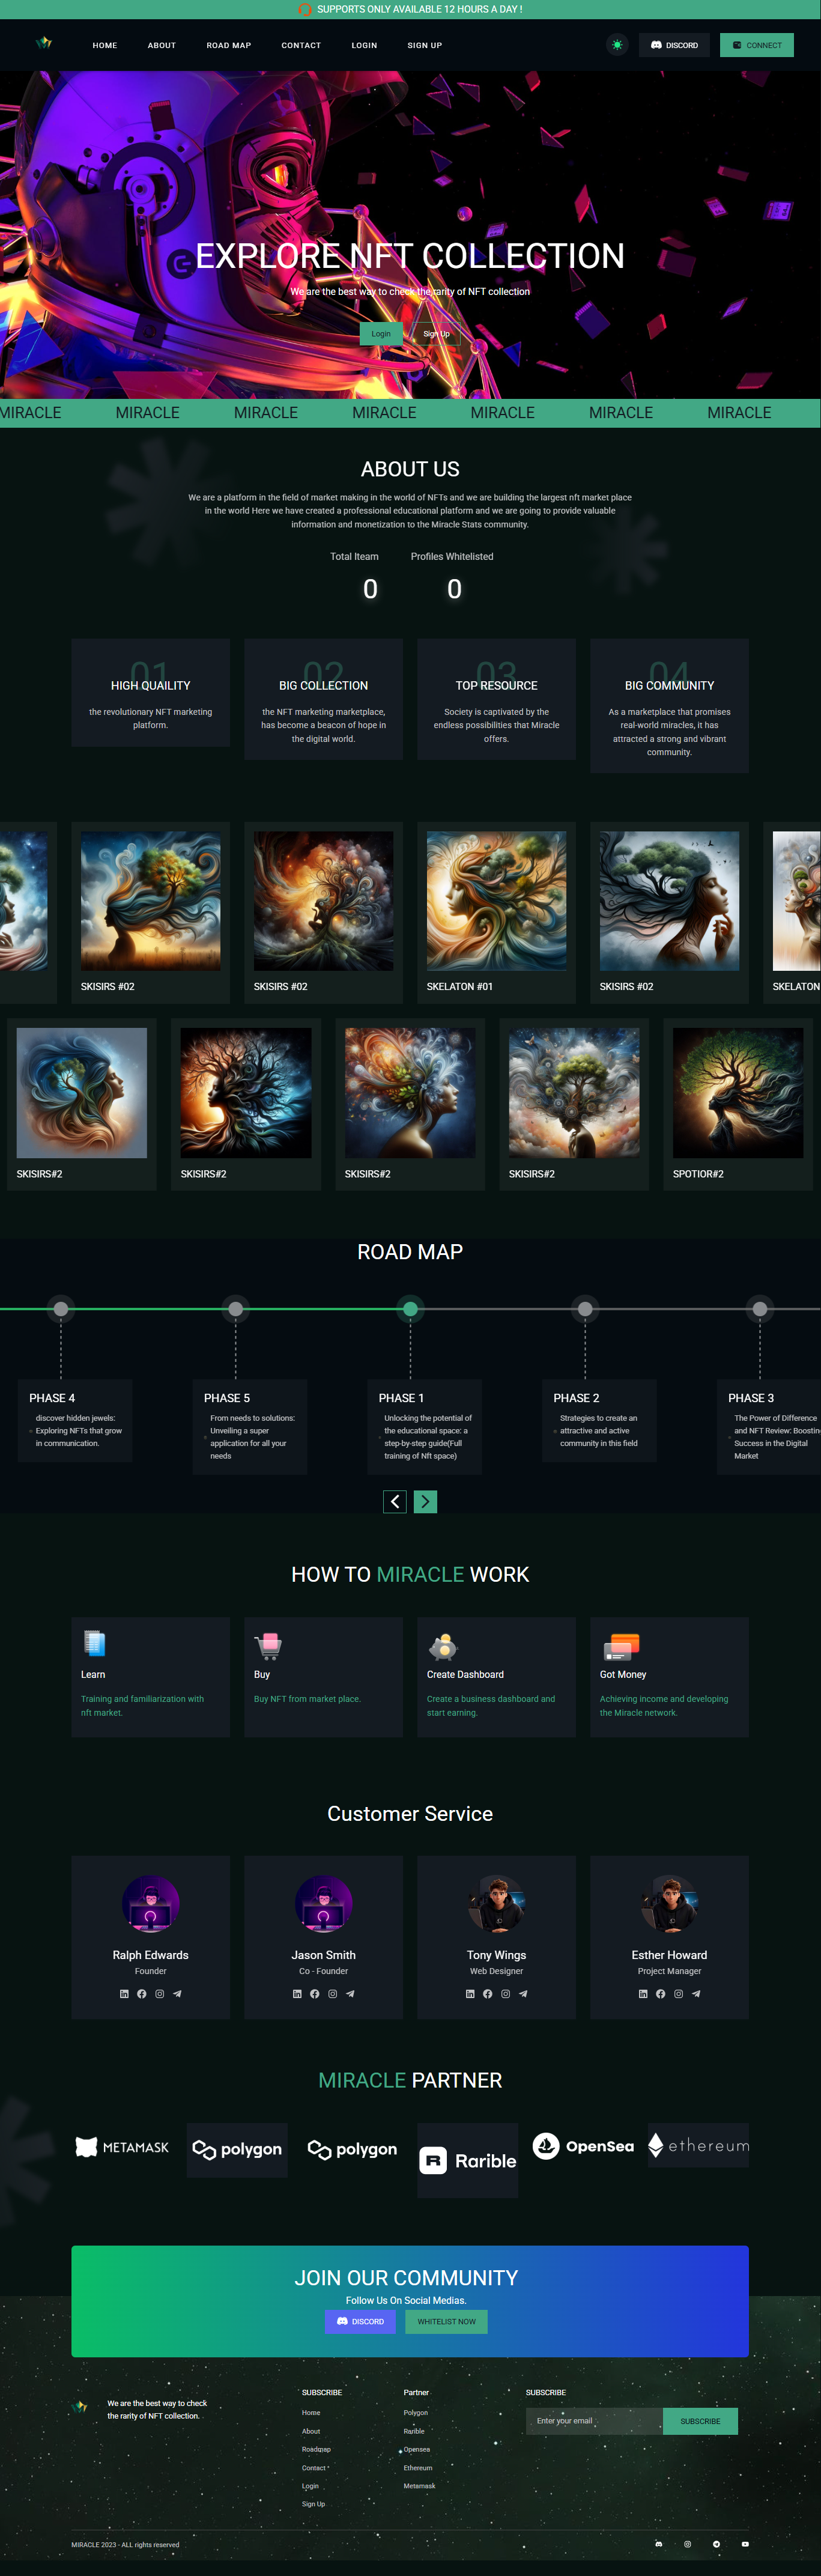 SUPPORTS ONLY AVAILABLE 12 HOURS A DAY !
HOME ABOUT ROAD MAP CONTACT LOGIN SIGN UP DISCORD CONNECT
EXPLORE NFT COLLECTION
We are the best way to check the rarity of NFT collection
Login Sign Up
MIRACLE MIRACLE MIRACLE MIRACLE MIRACLE MIRACLE MIRACLE
ABOUT US
We are a platform in the field of market making in the world of NFTs and we are building the largest nft market place
in the world Here we have created a professional educational platform and we are going to provide valuable
information and monetization to the Miracle Stats community.
Total Iteam Profiles Whitelisted
0 0
01
HIGH QUAILITY
the revolutionary NFT marketing
platform.
02
BIG COLLECTION
the NFT marketing marketplace,
has become a beacon of hope in
the digital world.
03
TOP RESOURCE
Society is captivated by the
endless possibilities that Miracle
offers.
04
BIG COMMUNITY
As a marketplace that promises
real-world miracles, it has
attracted a strong and vibrant
community.
SKISIRS #02 SKISIRS #02 SKELATON #01 SKISIRS #02 SKELATON
SKISIRS#2 SKISIRS#2 SKISIRS#2 SKISIRS#2 SPOTIOR#2
ROAD MAP
PHASE 4
discover hidden jewels:
Exploring NFTs that grow
in communication.
PHASE 5
From needs to solutions:
Unveiling a super
application for all your
needs
PHASE 1
Unlocking the potential of
the educational space: a
step-by-step guide(Full
training of Nft space)
PHASE 2
Strategies to create an
attractive and active
community in this field
PHASE 3
The Power of Difference
and NFT Review: Boosting
Success in the Digital
Market
HOW TO MIRACLE WORK
Learn
Training and familiarization with
nft market.
Buy
Buy NFT from market place.
Create Dashboard
Create a business dashboard and
start earning.
Got Money
Achieving income and developing
the Miracle network.
Customer Service
Ralph Edwards
Founder
Jason Smith
Co - Founder
Tony Wings
Web Designer
Esther Howard
Project Manager
MIRACLE PARTNER
METAMASK polygon polygon Rarible OpenSea ethereum
JOIN OUR COMMUNITY
Follow Us On Social Medias.
DISCORD WHITELIST NOW
We are the best way to check
the rarity of NFT collection.
SUBSCRIBE
Home
About
Roadmap
Contact
Login
Sign Up
Partner
Polygon
Rarible
Opensea
Ethereum
Metamask
SUBSCRIBE
Enter your email SUBSCRIBE
MIRACLE 2023 - ALL rights reserved